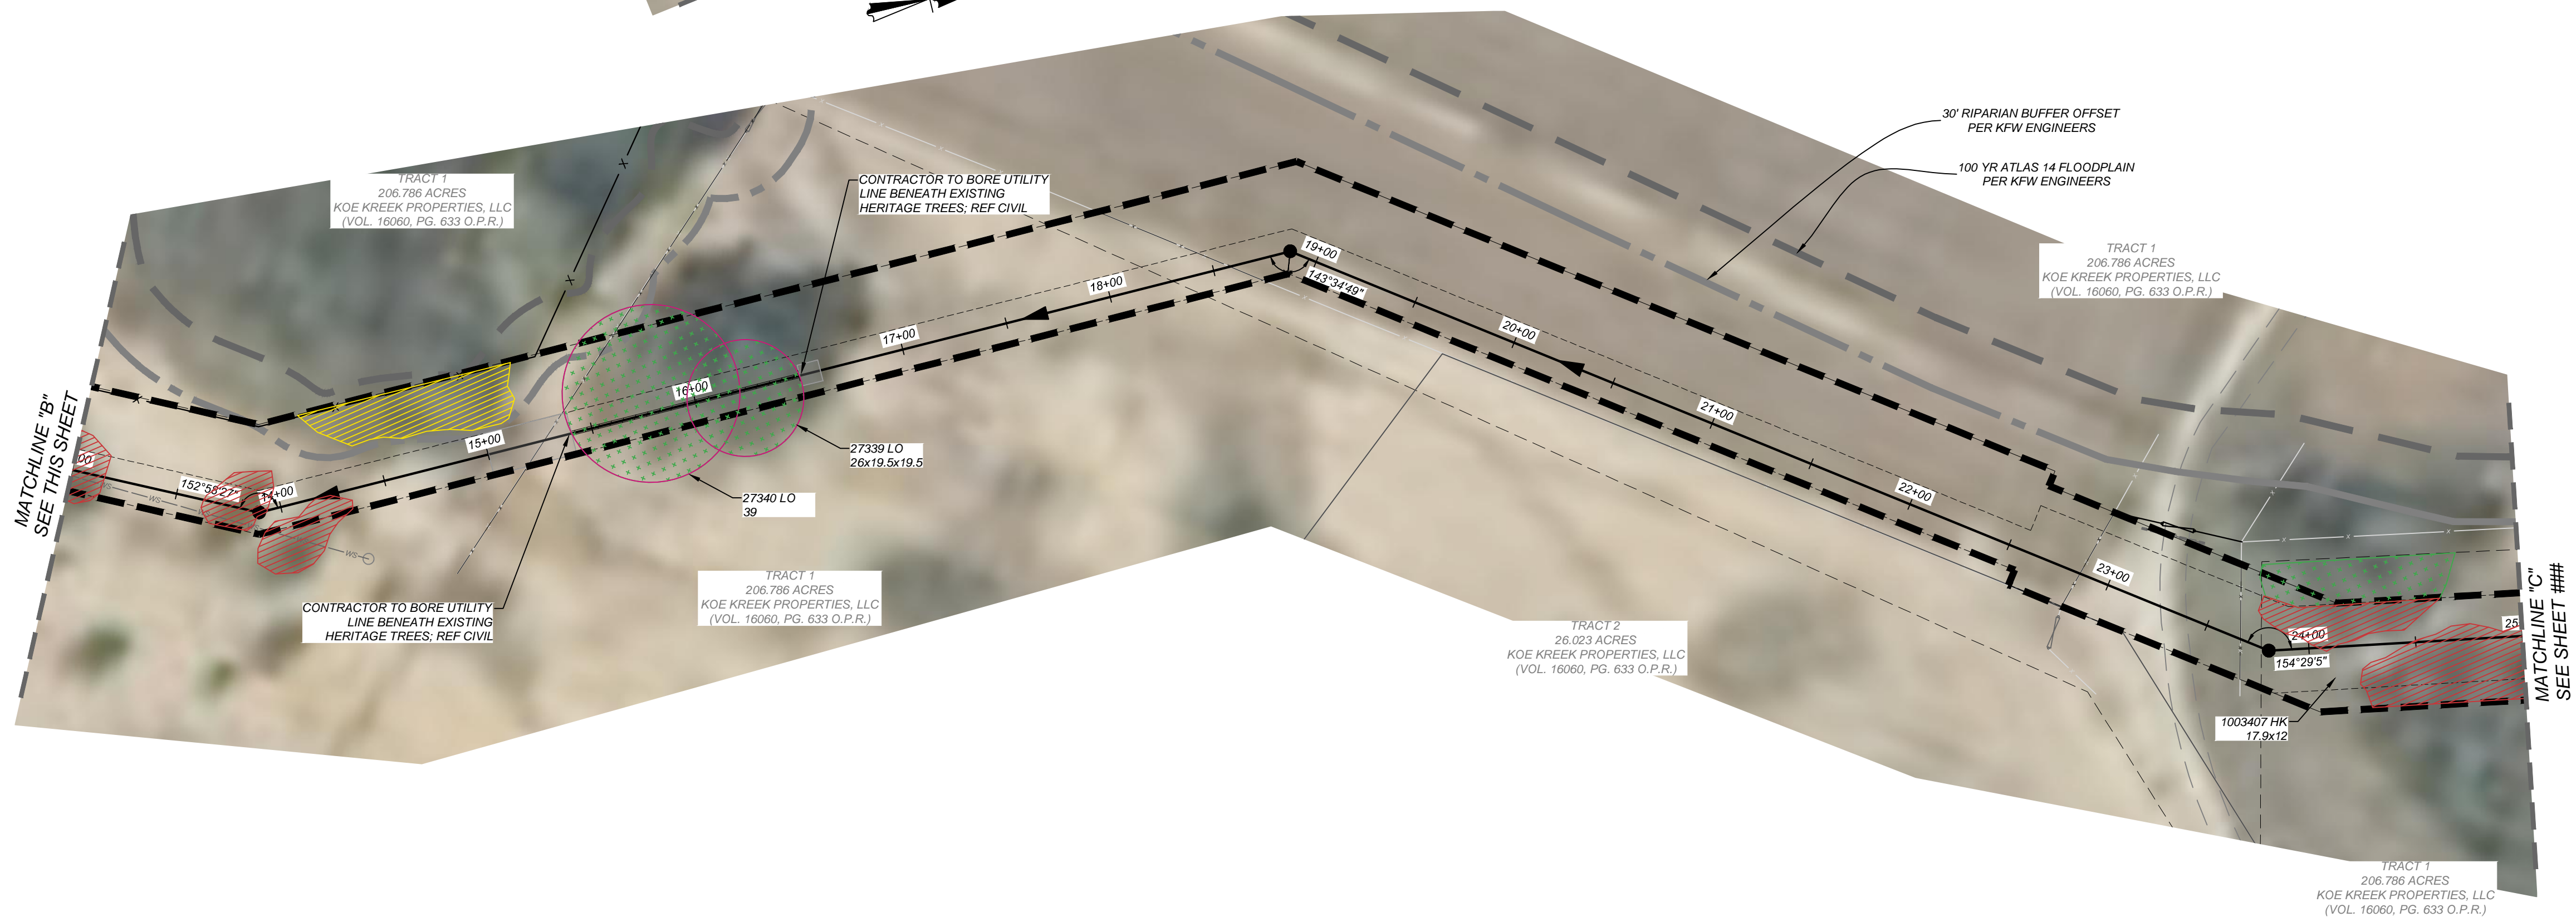 30' RIPARIAN BUFFER OFFSET
PER KFW ENGINEERS
100 YR ATLAS 14 FLOODPLAIN
PER KFW ENGINEERS
TRACT 1
206.786 ACRES
KOE KREEK PROPERTIES, LLC
(VOL. 16060, PG. 633 O.P.R.)
CONTRACTOR TO BORE UTILITY
LINE BENEATH EXISTING
HERITAGE TREES; REF CIVIL
TRACT 1
206.786 ACRES
KOE KREEK PROPERTIES, LLC
(VOL. 16060, PG. 633 O.P.R.)
19+00
143°34'49"
18+00
17+00
16+00
15+00
14+00
20+00
21+00
22+00
23+00
24+00
25
154°29'5"
MATCHLINE "B"
SEE THIS SHEET
00
WS
WS
WS
X
X
X
27339 LO
26x19.5x19.5
27340 LO
39
CONTRACTOR TO BORE UTILITY
LINE BENEATH EXISTING
HERITAGE TREES; REF CIVIL
TRACT 1
206.786 ACRES
KOE KREEK PROPERTIES, LLC
(VOL. 16060, PG. 633 O.P.R.)
TRACT 2
26.023 ACRES
KOE KREEK PROPERTIES, LLC
(VOL. 16060, PG. 633 O.P.R.)
MATCHLINE "C"
SEE SHEET ###
1003407 HK
17.9x12
TRACT 1
206.786 ACRES
KOE KREEK PROPERTIES, LLC
(VOL. 16060, PG. 633 O.P.R.)